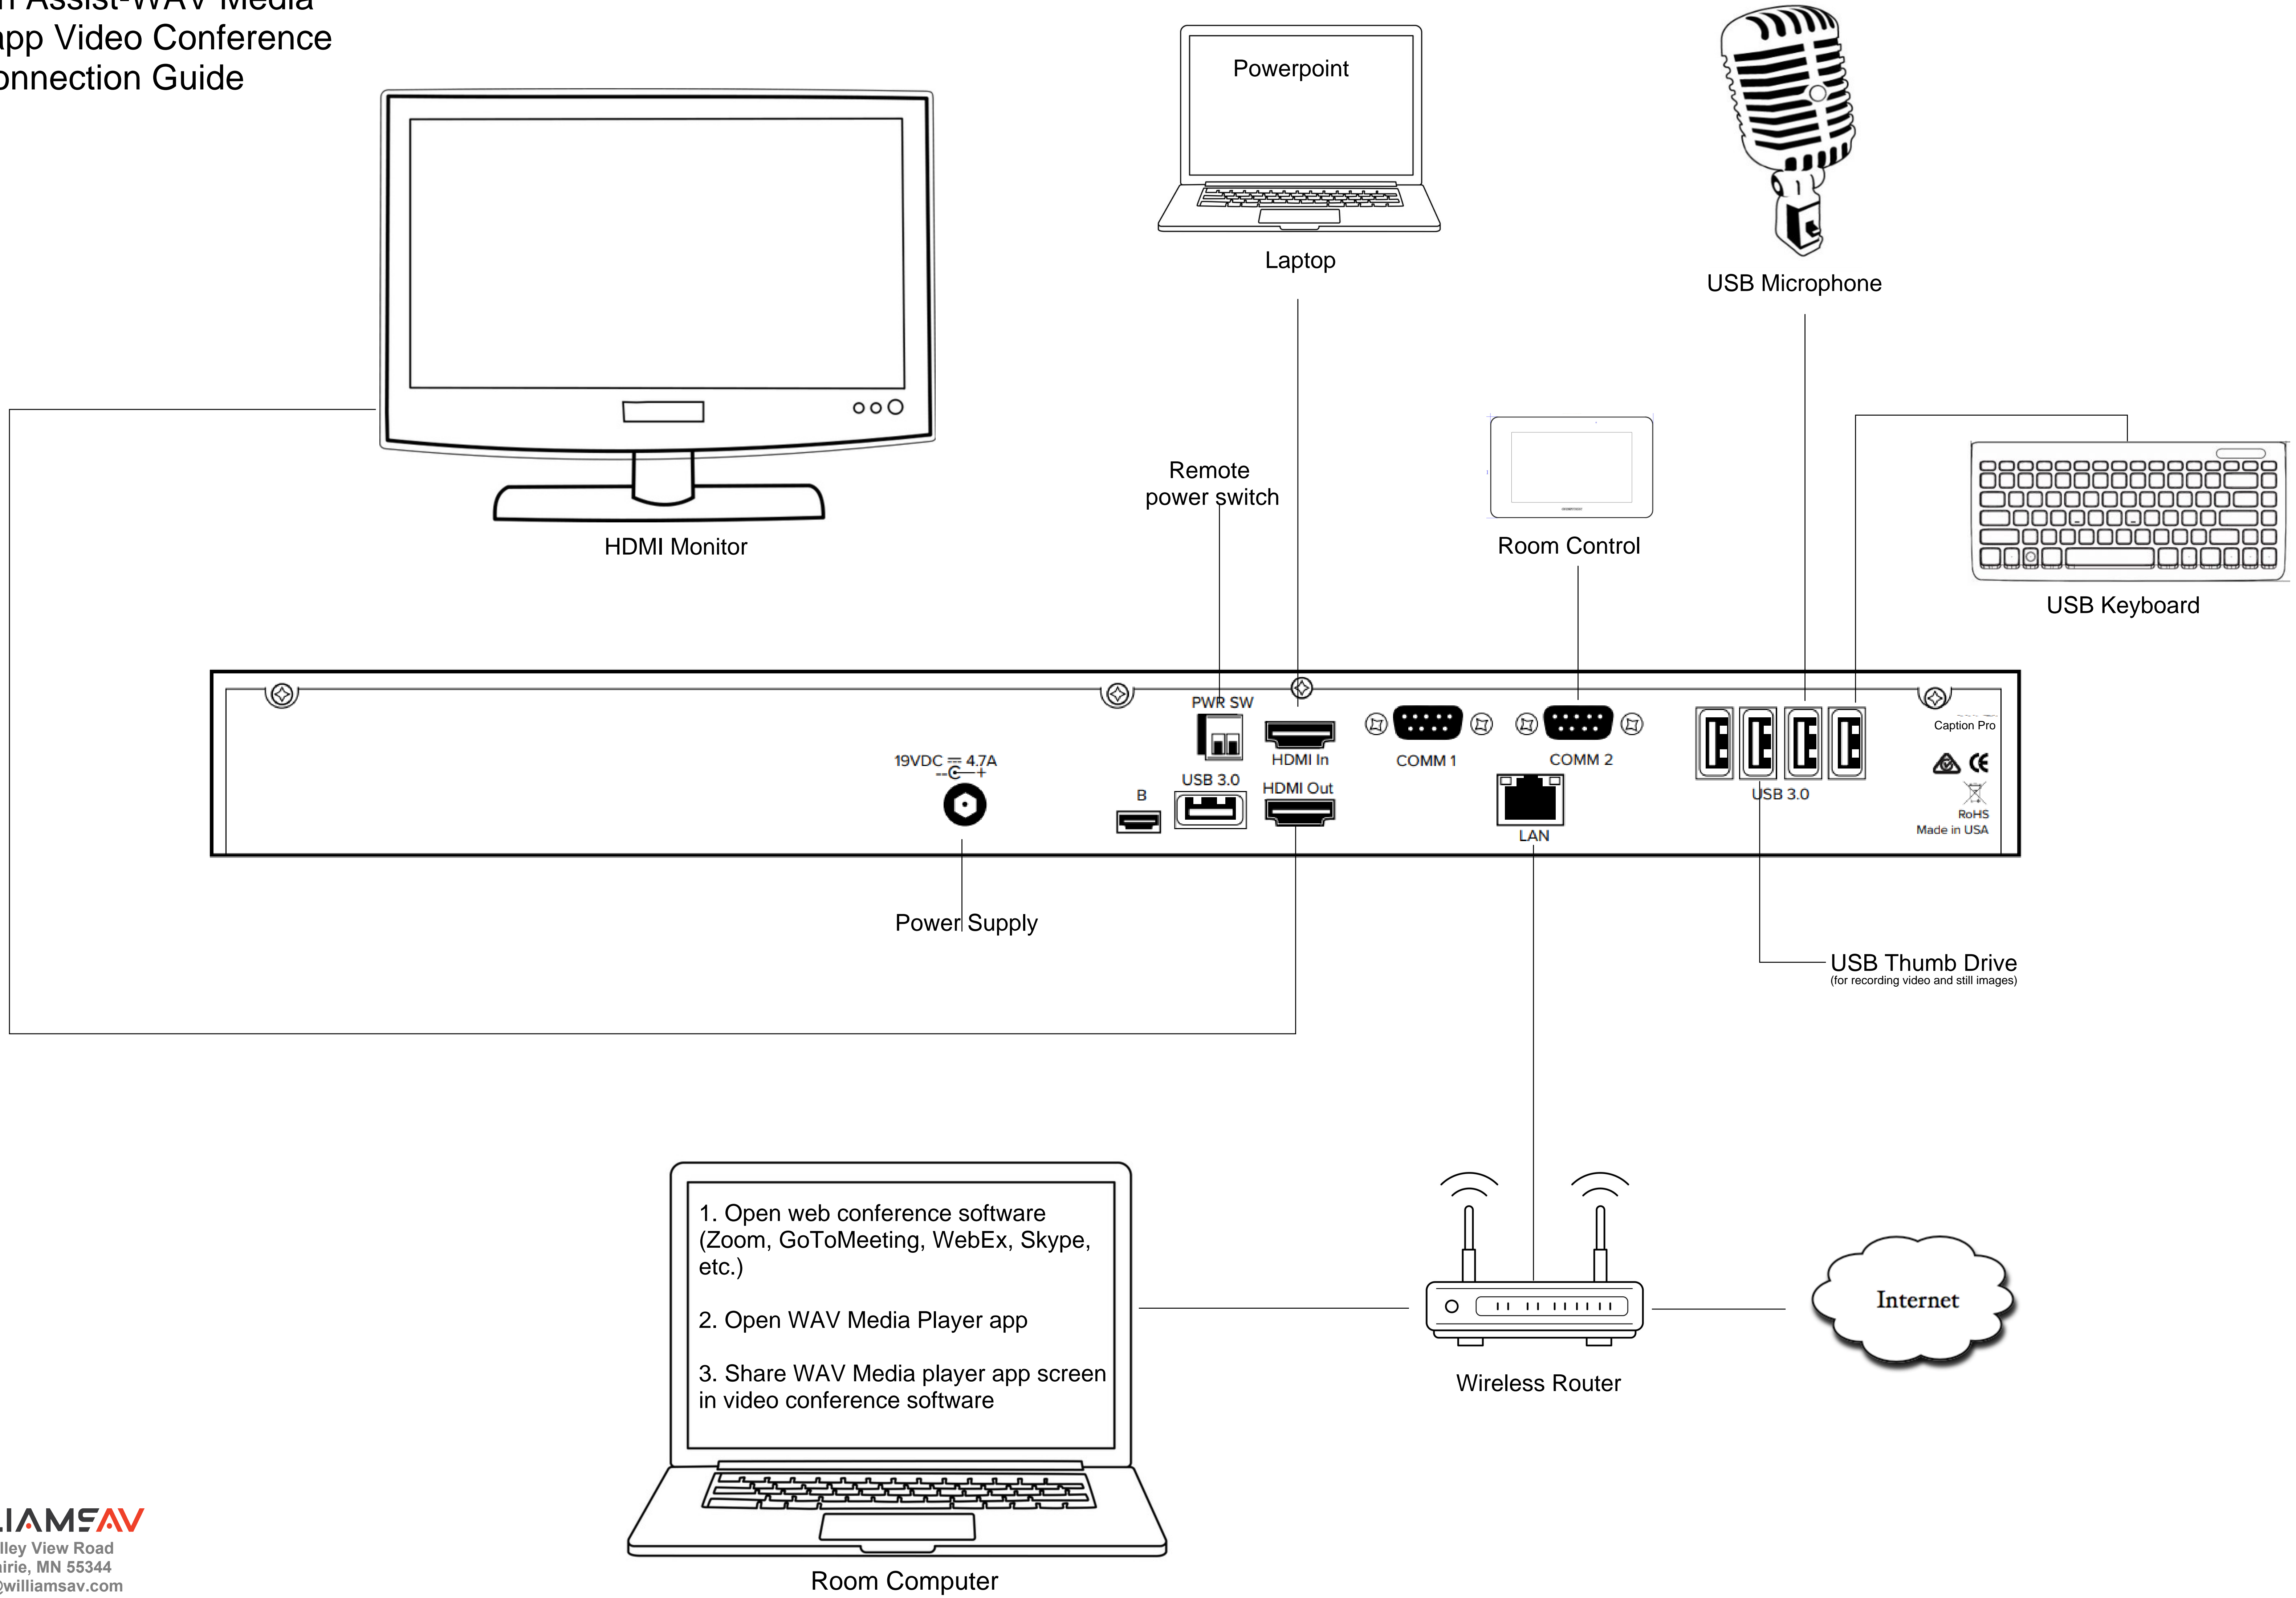 n Assist-WAV Media
app Video Conference
onnection Guide
Powerpoint
Laptop
USB Microphone
Remote
power switch
HDMI Monitor
Room Control
USB Keyboard
PWR SW
HDMI In
COMM 1
COMM 2
Caption Pro
19VDC 4.7A
--C—+
B
USB 3.0
HDMI Out
LAN
USB 3.0
RoHS
Made in USA
CE
Power Supply
USB Thumb Drive
(for recording video and still images)
1. Open web conference software
(Zoom, GoToMeeting, WebEx, Skype,
etc.)
2. Open WAV Media Player app
3. Share WAV Media player app screen
in video conference software
Internet
Wireless Router
Room Computer
LIAMSAV
lley View Road
airie, MN 55344
@williamsav.com